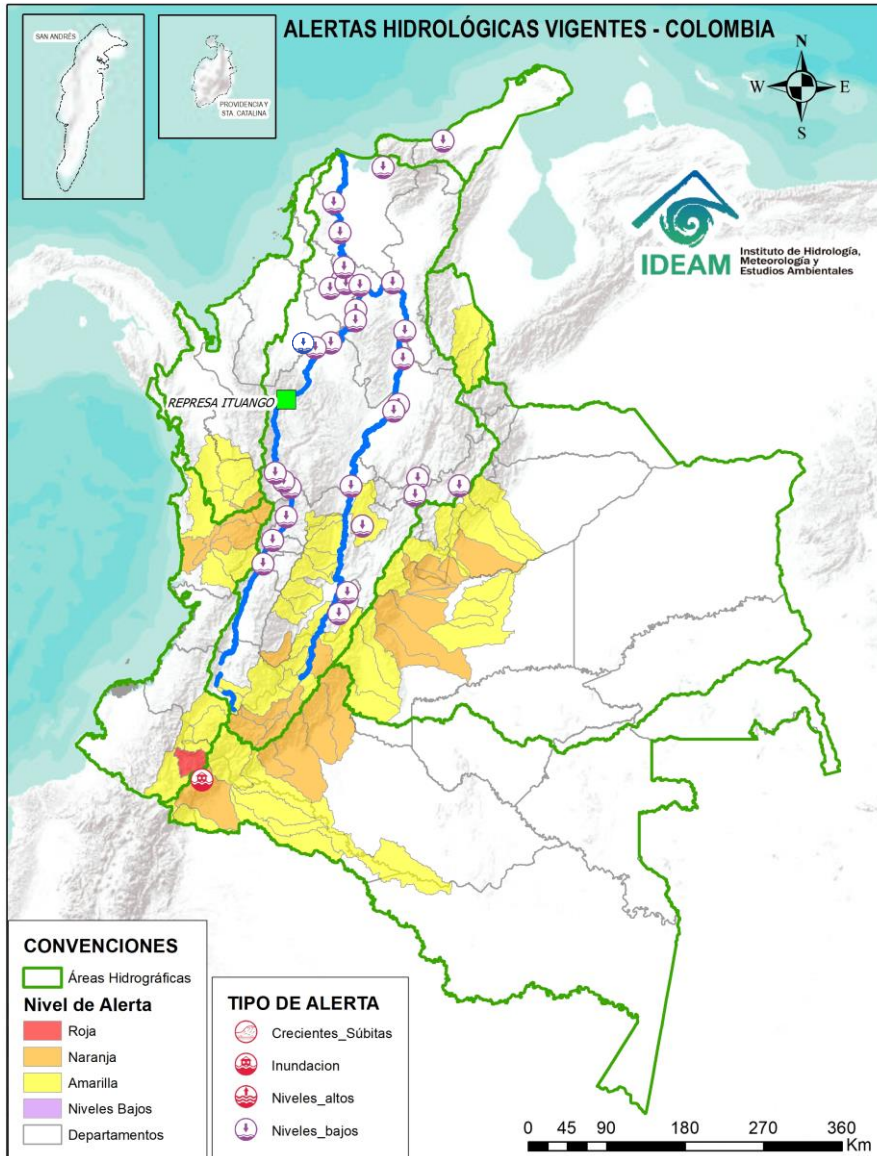 ALERTAS HIDROLÓGICAS VIGENTES - COLOMBIA
SAN ANDRÉS
PROVIDENCIA Y
STA. CATALINA
N
W
E
S
IDEAM
Instituto de Hidrología,
Meteorología y
Estudios Ambientales
REPRESA ITUANGO
CONVENCIONES
Áreas Hidrográficas
Nivel de Alerta
Roja
Naranja
Amarilla
Niveles Bajos
Departamentos
TIPO DE ALERTA
Crecientes_Súbitas
Inundacion
Niveles_altos
Niveles_bajos
0 45 90 180 270 360
Km